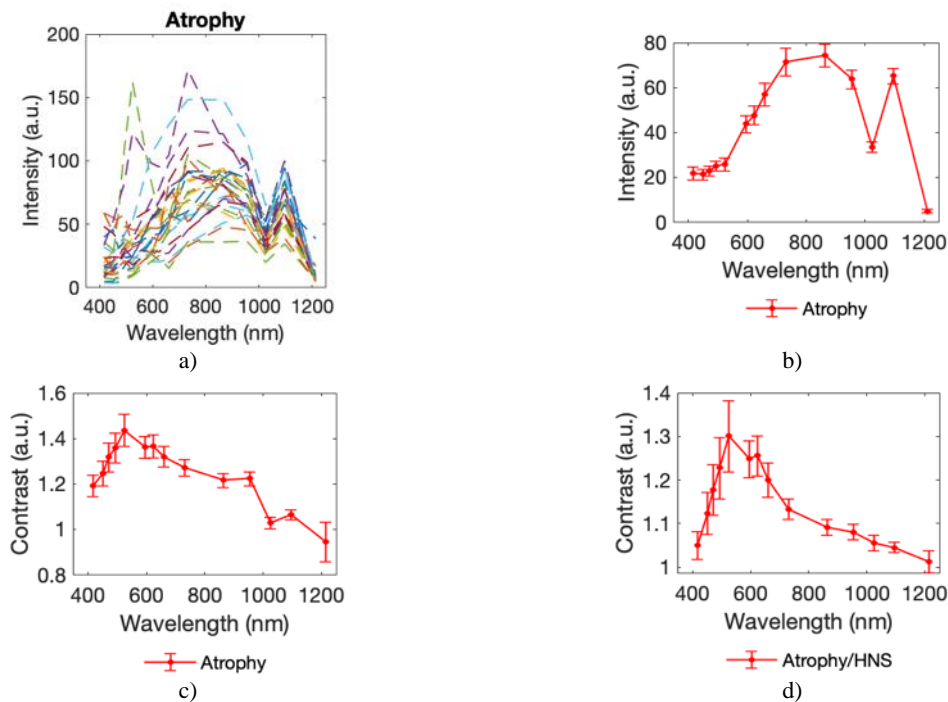 Atrophy
200
150
100
50
0
Intensity (a.u.)
400 600 800 1000 1200
Wavelength (nm)
a)
80
60
40
20
0
Intensity (a.u.)
400 600 800 1000 1200
Wavelength (nm)
Atrophy
b)
1.6
1.4
1.2
1
0.8
Contrast (a.u.)
400 600 800 1000 1200
Wavelength (nm)
Atrophy
c)
1.4
1.3
1.2
1.1
1
Contrast (a.u.)
400 600 800 1000 1200
Wavelength (nm)
Atrophy/HNS
d)